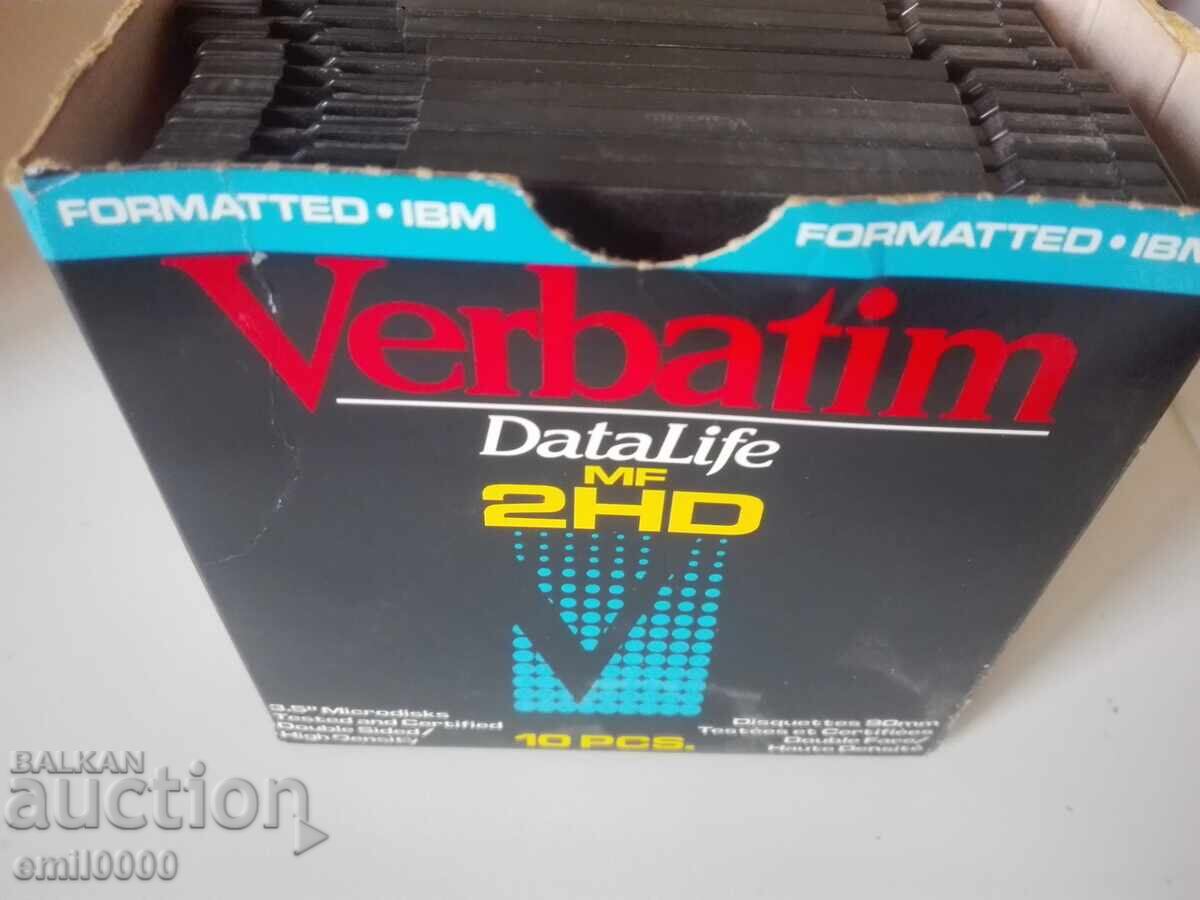 FORMATTED • IBM
FORMATTED • IBM
Verbatim
DataLife
MF
2HD
3.5" Microdisks
Tested and Certified
Double Sided/
High Density
10 PCS.
Disquettes 90mm
Testées et Certifiées
Double Face/
Haute Densité
BALKAN
auction
emil0000